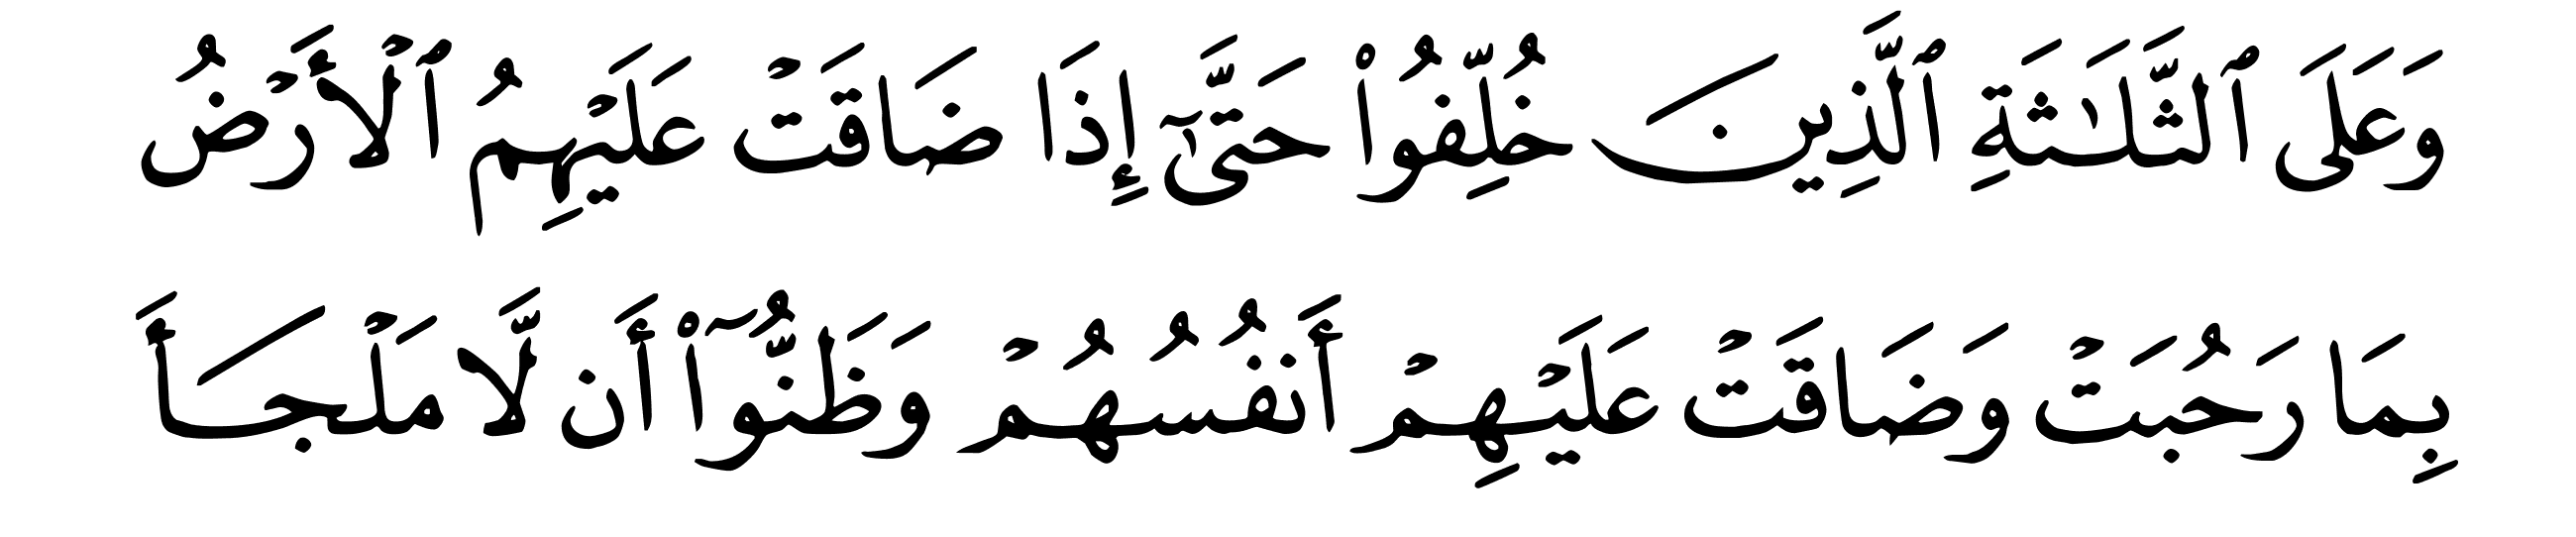 وَعَلَى ٱلثَّلَـٰثَةِ ٱلَّذِينَ خُلِّفُوا۟ حَتَّىٰٓ إِذَا ضَاقَتْ عَلَيْهِمُ ٱلْأَرْضُ
بِمَا رَحُبَتْ وَضَاقَتْ عَلَيْهِمْ أَنفُسُهُمْ وَظَنُّوٓا۟ أَن لَّا مَلْجَأَ